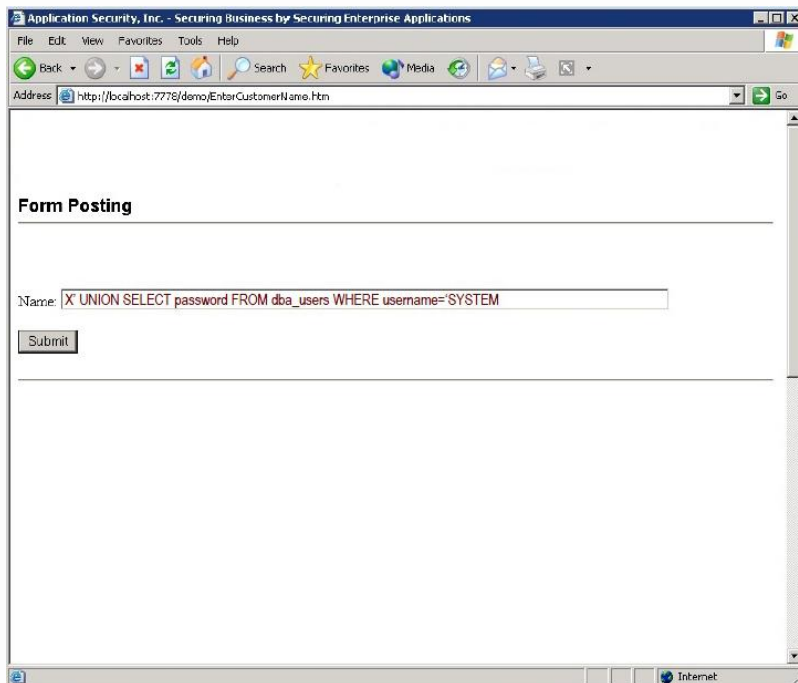 Application Security, Inc. - Securing Business by Securing Enterprise Applications
File Edit View Favorites Tools Help
Back Search Favorites Media
Address http://localhost:7778/demo/EnterCustomerName.htm Go
Form Posting
Name: X' UNION SELECT password FROM dba_users WHERE username='SYSTEM
Submit
Internet